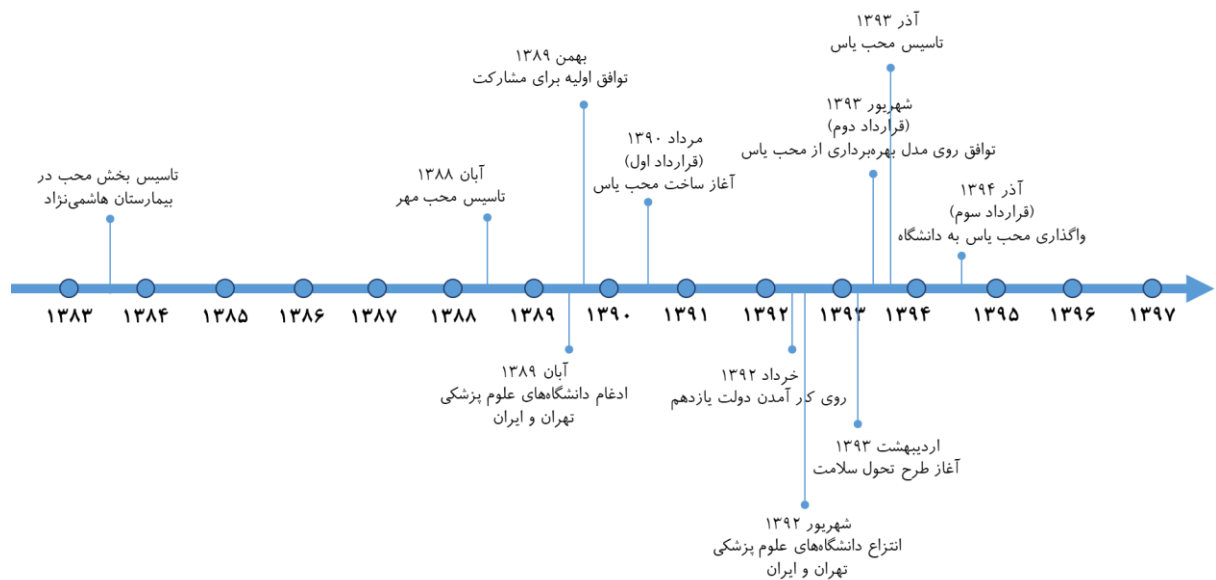 آذر ۱۳۹۳
تاسیس محب یاس
بهمن ۱۳۸۹
توافق اولیه برای مشارکت
شهریور ۱۳۹۳
(قرارداد دوم)
توافق روی مدل بهره‌برداری از محب یاس
مرداد ۱۳۹۰
(قرارداد اول)
آغاز ساخت محب یاس
آبان ۱۳۸۸
تاسیس محب مهر
تاسیس بخش محب در
بیمارستان هاشمی‌نژاد
آذر ۱۳۹۴
(قرارداد سوم)
واگذاری محب یاس به دانشگاه
۱۳۸۳ ۱۳۸۴ ۱۳۸۵ ۱۳۸۶ ۱۳۸۷ ۱۳۸۸ ۱۳۸۹ ۱۳۹۰ ۱۳۹۱ ۱۳۹۲ ۱۳۹۳ ۱۳۹۴ ۱۳۹۵ ۱۳۹۶ ۱۳۹۷
آبان ۱۳۸۹
ادغام دانشگاه‌های علوم پزشکی
تهران و ایران
خرداد ۱۳۹۲
روی کار آمدن دولت یازدهم
اردیبهشت ۱۳۹۳
آغاز طرح تحول سلامت
شهریور ۱۳۹۲
انتزاع دانشگاه‌های علوم پزشکی
تهران و ایران